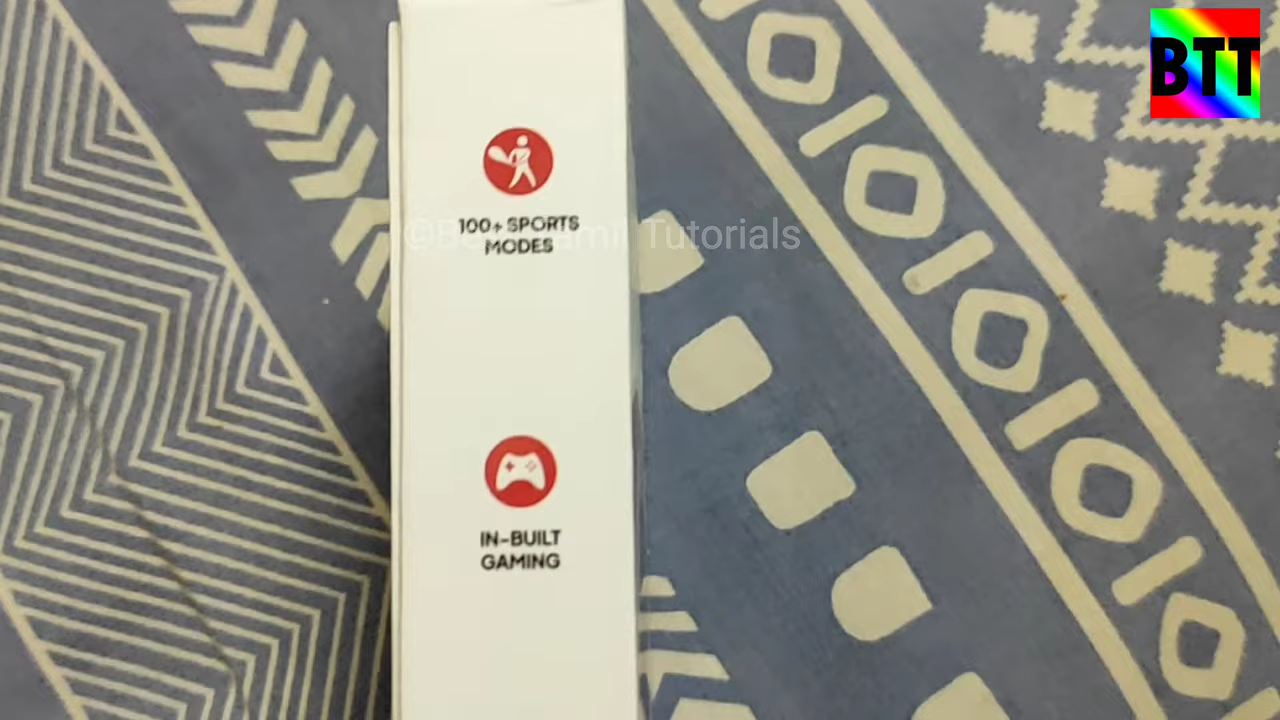 BTT
100+ SPORTS
MODES
Tutorials
IN-BUILT
GAMING